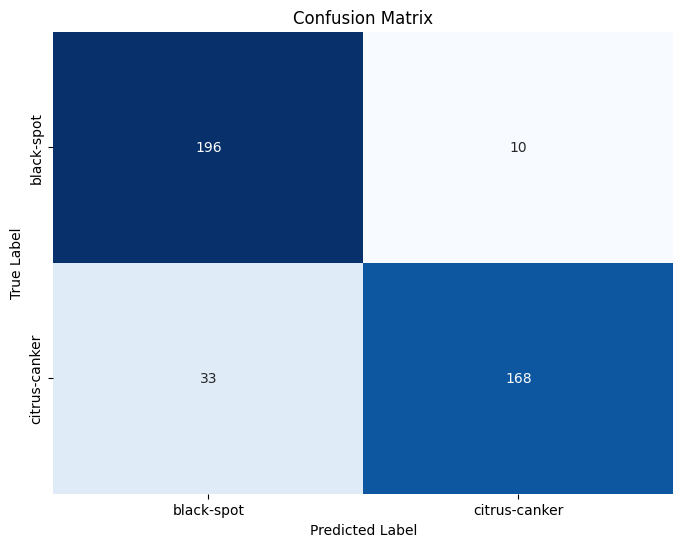 Confusion Matrix
True Label
black-spot
196
10
citrus-canker
33
168
black-spot
citrus-canker
Predicted Label